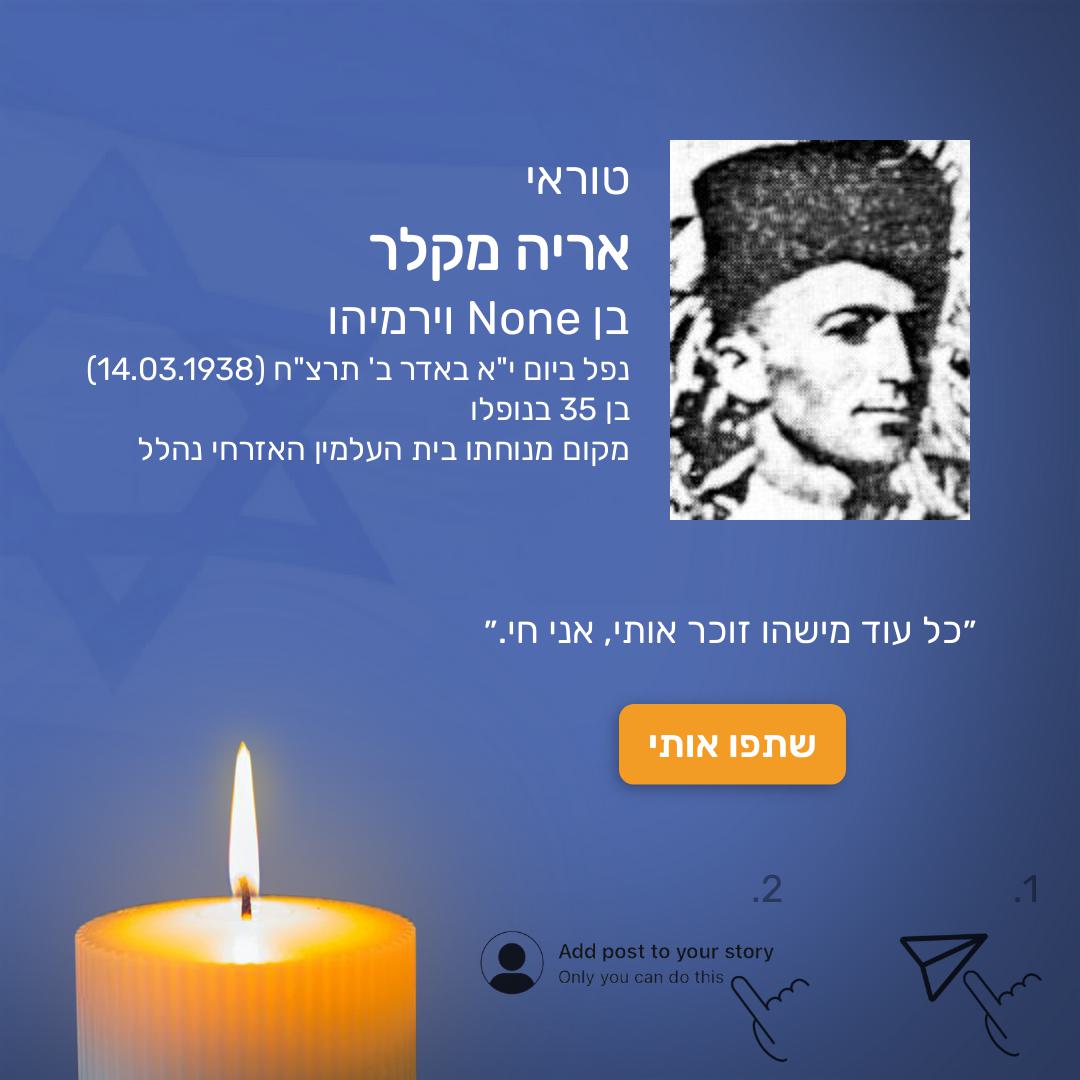 טוראי
אריה מקלר
בן None וירמיהו
נפל ביום י"א באדר ב' תרצ"ח (14.03.1938)
בן 35 בנופלו
מקום מנוחתו בית העלמין האזרחי נהלל
״כל עוד מישהו זוכר אותי, אני חי.״
שתפו אותי
.1
.2
Add post to your story
Only you can do this